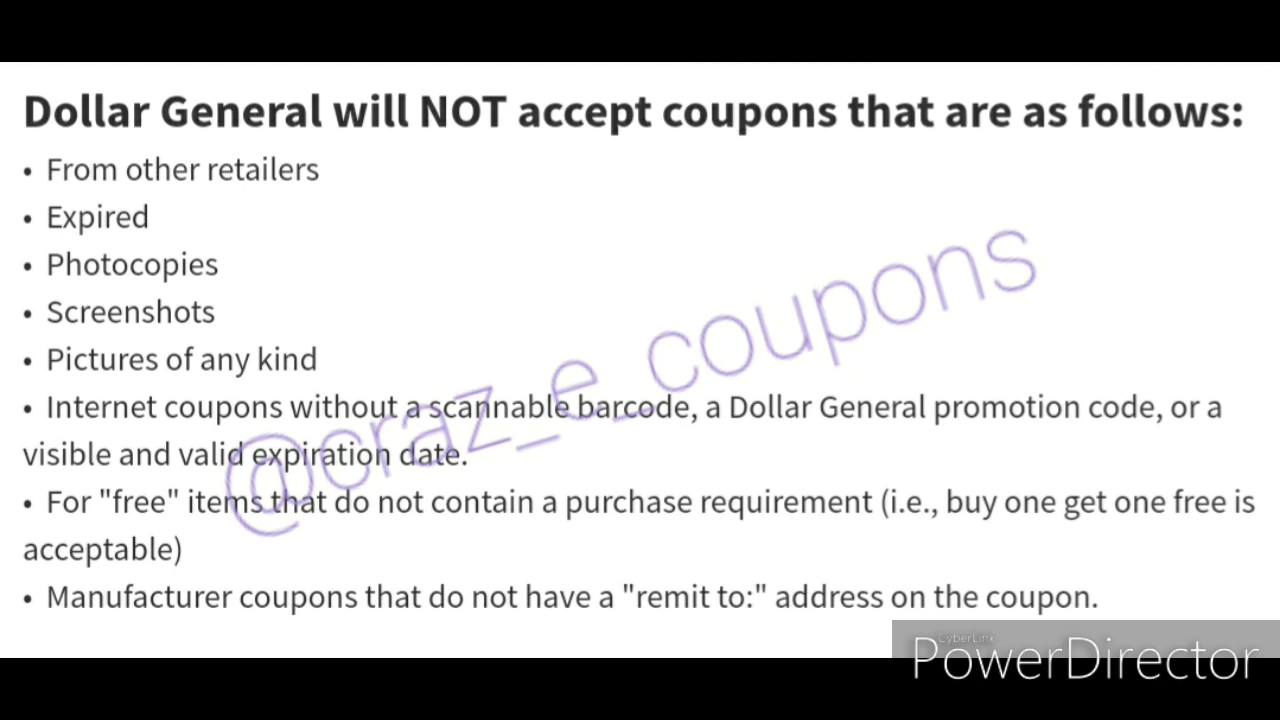 Dollar General will NOT accept coupons that are as follows:
• From other retailers
• Expired
• Photocopies
• Screenshots
• Pictures of any kind
• Internet coupons without a scannable barcode, a Dollar General promotion code, or a
visible and valid expiration date.
• For "free" items that do not contain a purchase requirement (i.e., buy one get one free is
acceptable)
• Manufacturer coupons that do not have a "remit to:" address on the coupon.
@craz_e_coupons
CyberLink
PowerDirector